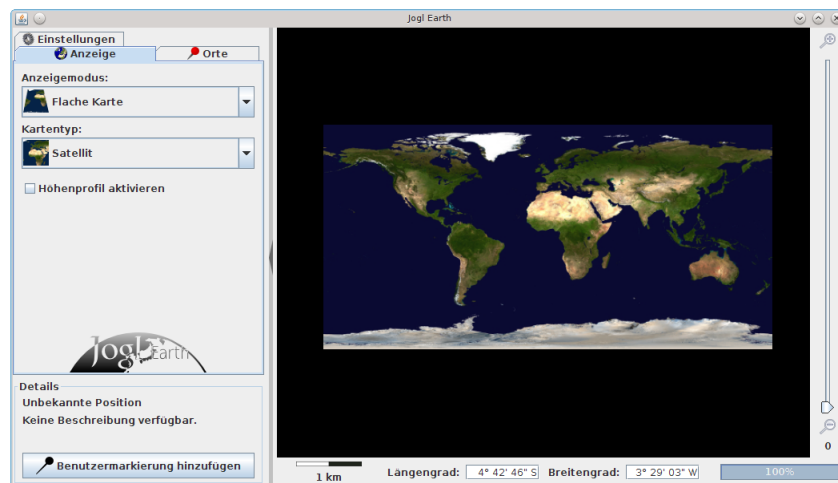 Jogl Earth
Einstellungen
Anzeige
Orte
Anzeigemodus:
Flache Karte
Kartentyp:
Satellit
Höhenprofil aktivieren
Jogl Earth
Details
Unbekannte Position
Keine Beschreibung verfügbar.
Benutzermarkierung hinzufügen
1 km
Längengrad:
4° 42' 46" S
Breitengrad:
3° 29' 03" W
100%
0